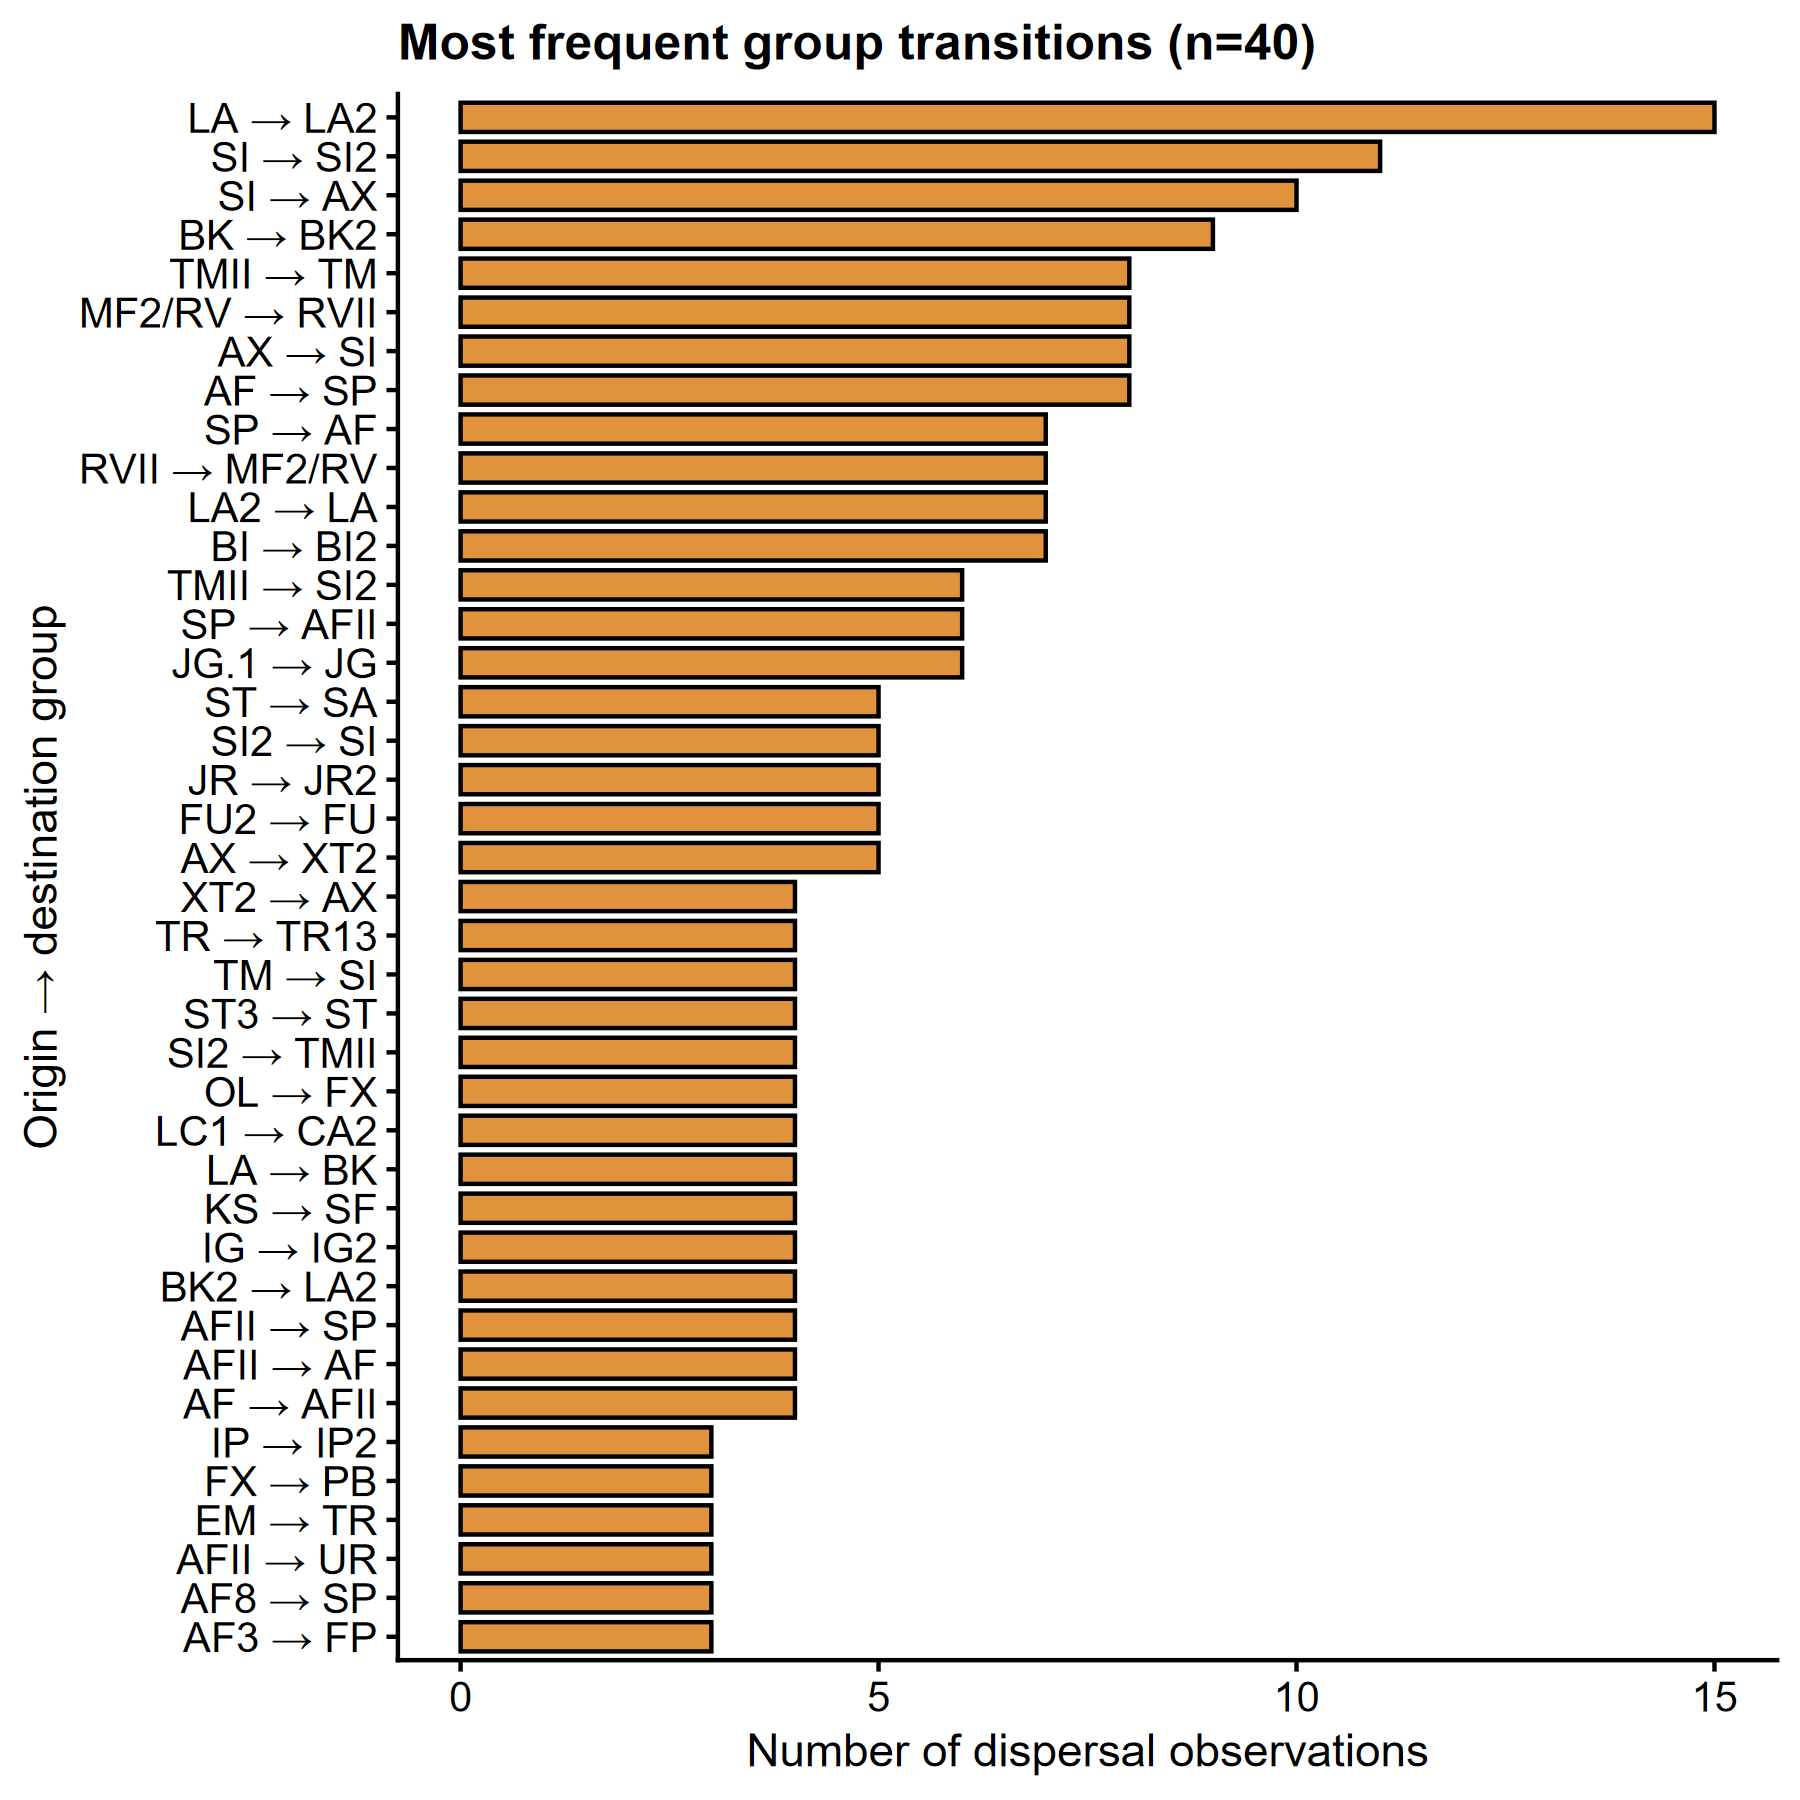 Most frequent group transitions (n=40)
LA → LA2
SI → SI2
SI → AX
BK → BK2
TMII → TM
MF2/RV → RVII
AX → SI
AF → SP
SP → AF
RVII → MF2/RV
LA2 → LA
BI → BI2
TMII → SI2
SP → AFII
JG.1 → JG
ST → SA
SI2 → SI
JR → JR2
FU2 → FU
AX → XT2
XT2 → AX
TR → TR13
TM → SI
ST3 → ST
SI2 → TMII
OL → FX
LC1 → CA2
LA → BK
KS → SF
IG → IG2
BK2 → LA2
AFII → SP
AFII → AF
AF → AFII
IP → IP2
FX → PB
EM → TR
AFII → UR
AF8 → SP
AF3 → FP
Origin → destination group
0 5 10 15
Number of dispersal observations